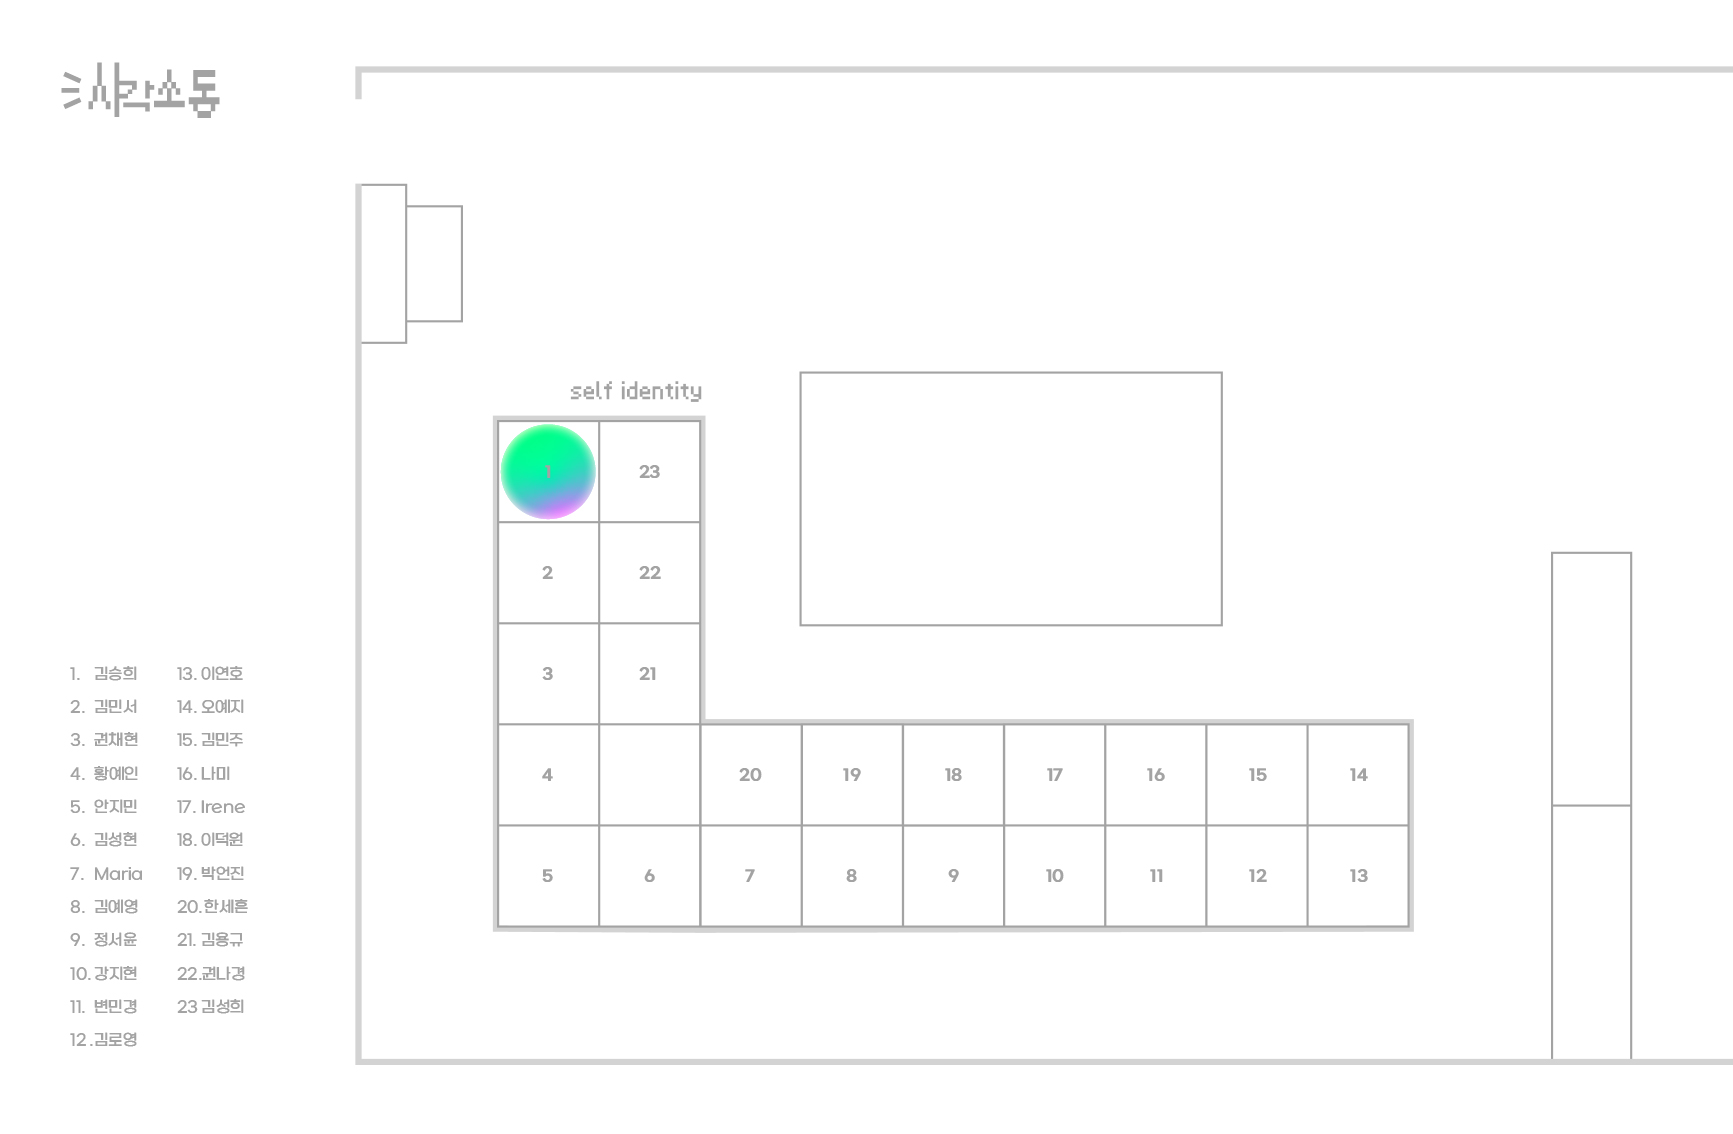 사각소동
self identity
1 23
2 22
3 21
4 20 19 18 17 16 15 14
5 6 7 8 9 10 11 12 13
1. 김승희
2. 김민서
3. 권채현
4. 황예인
5. 안지민
6. 김성현
7. Maria
8. 김예영
9. 정서윤
10. 강지현
11. 변민경
12 .김로영
13. 이연호
14. 오예지
15. 김민주
16. 나미
17. Irene
18. 이덕원
19. 박언진
20.한세흔
21. 김용규
22.권나경
23 김성희